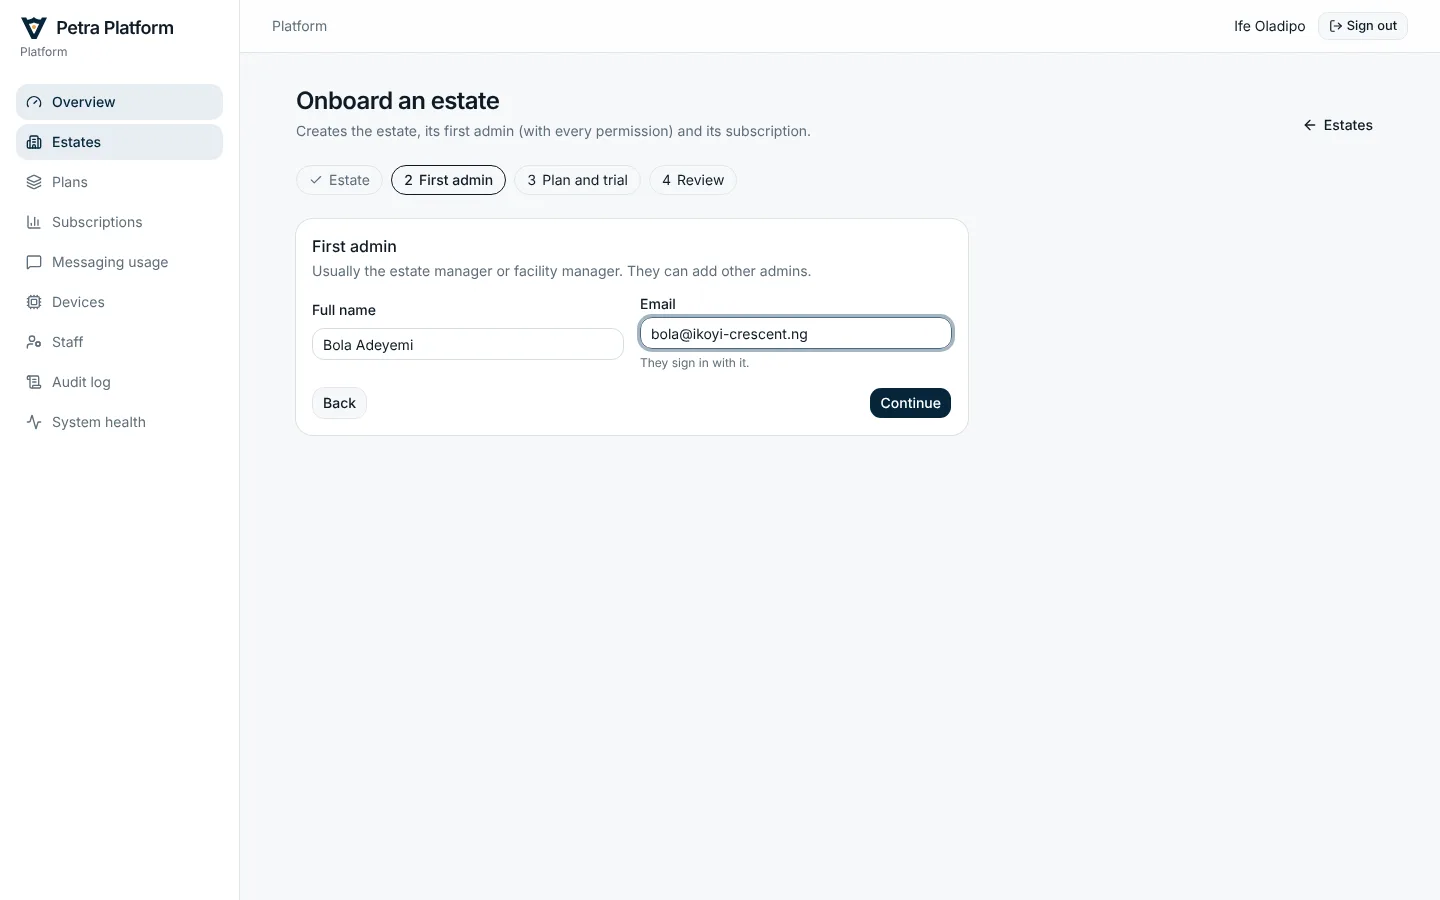 Petra Platform
Platform
Overview
Estates
Plans
Subscriptions
Messaging usage
Devices
Staff
Audit log
System health
Platform
Ife Oladipo
Sign out
Onboard an estate
Creates the estate, its first admin (with every permission) and its subscription.
Estates
Estate
2 First admin
3 Plan and trial
4 Review
First admin
Usually the estate manager or facility manager. They can add other admins.
Full name
Bola Adeyemi
Email
bola@ikoyi-crescent.ng
They sign in with it.
Back
Continue